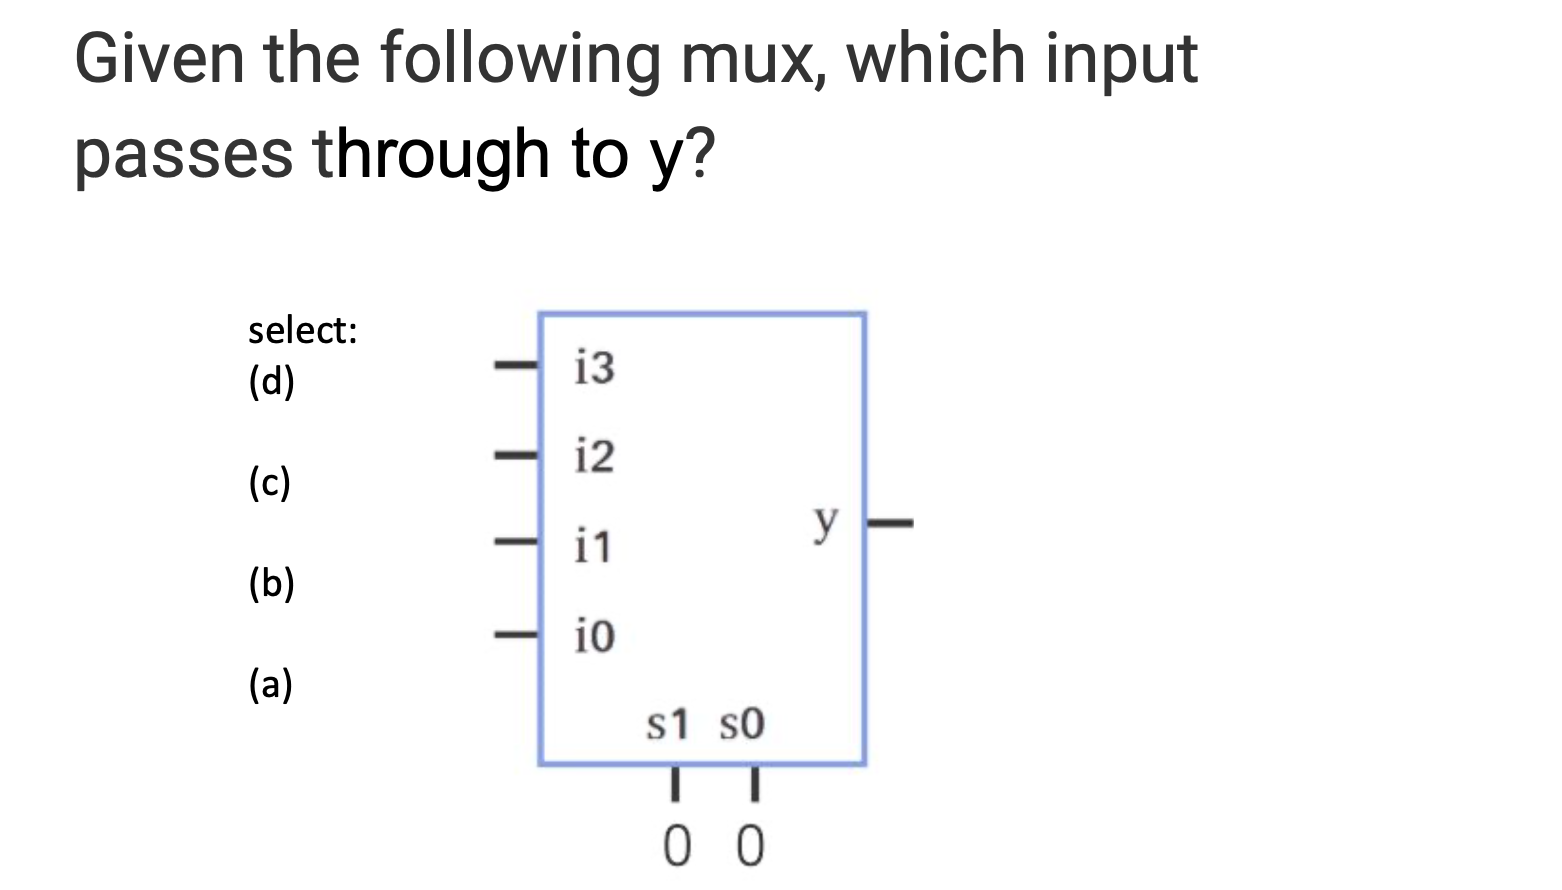 Given the following mux, which input
passes through to y?
select:
(d)
(c)
(b)
(a)
i3
i2
i1
i0
y
s1 s0
0 0